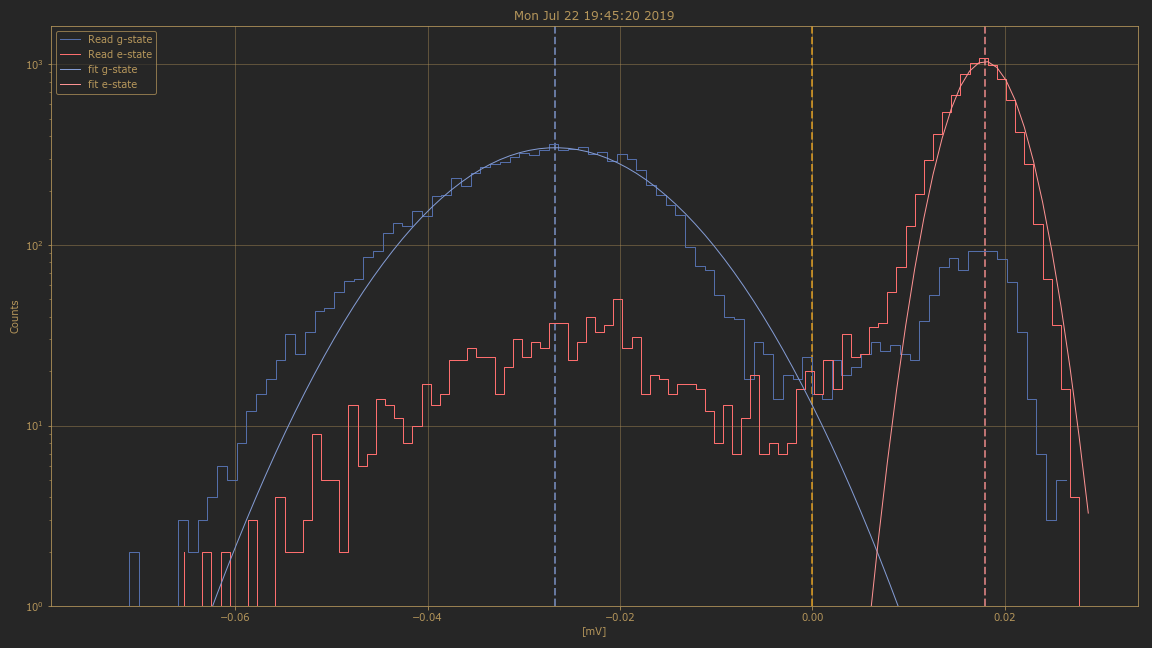 Mon Jul 22 19:45:20 2019
Read g-state
Read e-state
fit g-state
fit e-state
10³
10²
10¹
10⁰
Counts
−0.06 −0.04 −0.02 0.00 0.02
[mV]